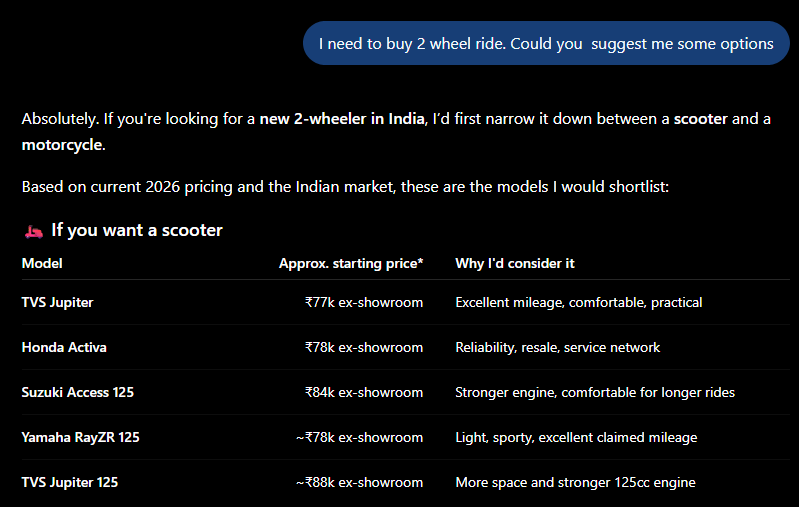 I need to buy 2 wheel ride. Could you  suggest me some options
Absolutely. If you're looking for a new 2-wheeler in India, I'd first narrow it down between a scooter and a
motorcycle.
Based on current 2026 pricing and the Indian market, these are the models I would shortlist:
If you want a scooter
Model Approx. starting price* Why I'd consider it
TVS Jupiter ₹77k ex-showroom Excellent mileage, comfortable, practical
Honda Activa ₹78k ex-showroom Reliability, resale, service network
Suzuki Access 125 ₹84k ex-showroom Stronger engine, comfortable for longer rides
Yamaha RayZR 125 ~₹78k ex-showroom Light, sporty, excellent claimed mileage
TVS Jupiter 125 ~₹88k ex-showroom More space and stronger 125cc engine